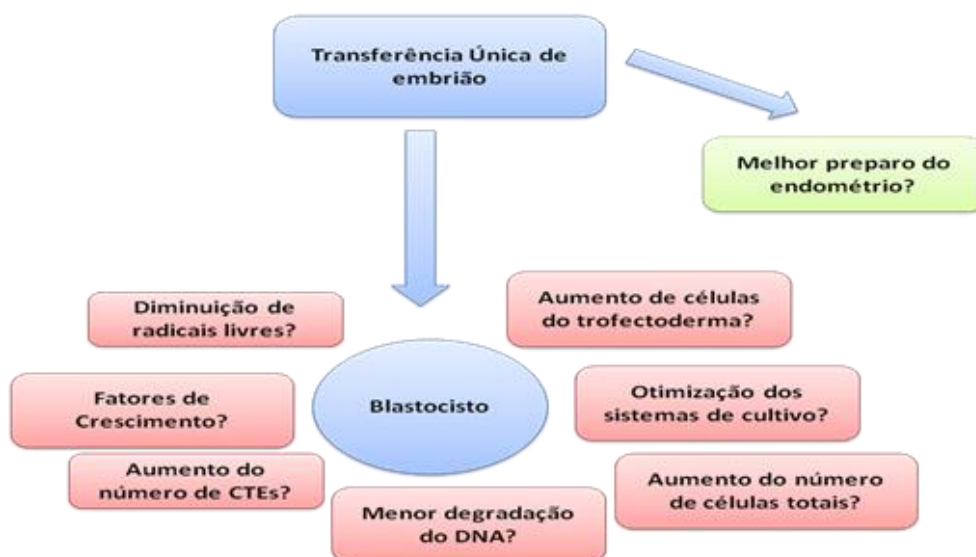 Transferência Única de
embrião
Melhor preparo do
endométrio?
Diminuição de
radicais livres?
Aumento de células
do trofectoderma?
Fatores de
Crescimento?
Blastocisto
Otimização dos
sistemas de cultivo?
Aumento do
número de CTEs?
Aumento do número
de células totais?
Menor degradação
do DNA?